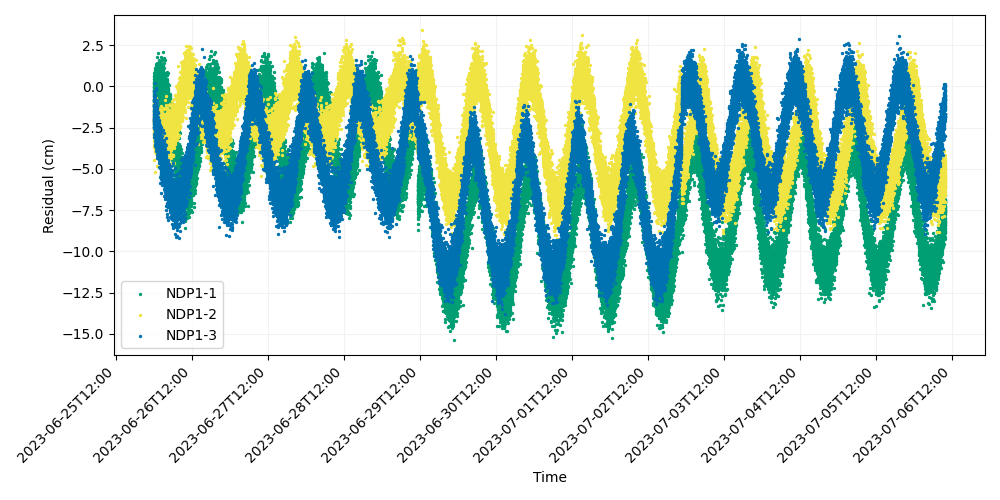 2.5
0.0
−2.5
−5.0
−7.5
−10.0
−12.5
−15.0
Residual (cm)
NDP1-1
NDP1-2
NDP1-3
2023-06-25T12:00
2023-06-26T12:00
2023-06-27T12:00
2023-06-28T12:00
2023-06-29T12:00
2023-06-30T12:00
2023-07-01T12:00
2023-07-02T12:00
2023-07-03T12:00
2023-07-04T12:00
2023-07-05T12:00
2023-07-06T12:00
Time